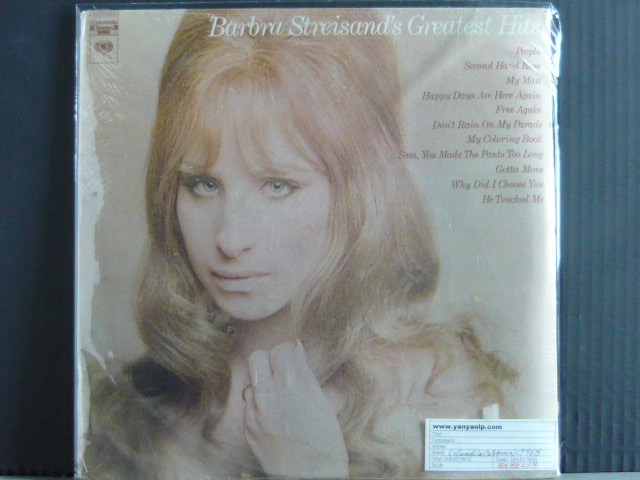 Barbra Streisand's Greatest Hits
People
Second Hand Rose
My Man
Happy Days Are Here Again
Free Again
Don't Rain On My Parade
My Coloring Book
Sam, You Made The Pants Too Long
Gotta Move
Why Did I Choose You
He Touched Me
www.yanyanlp.com